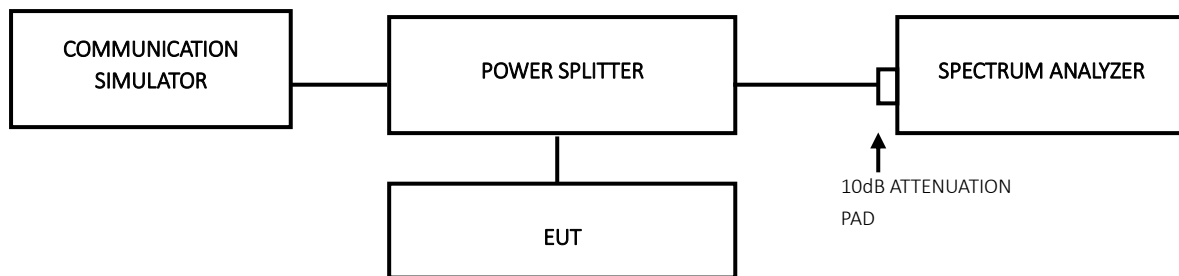 COMMUNICATION
SIMULATOR
POWER SPLITTER
SPECTRUM ANALYZER
10dB ATTENUATION
PAD
EUT